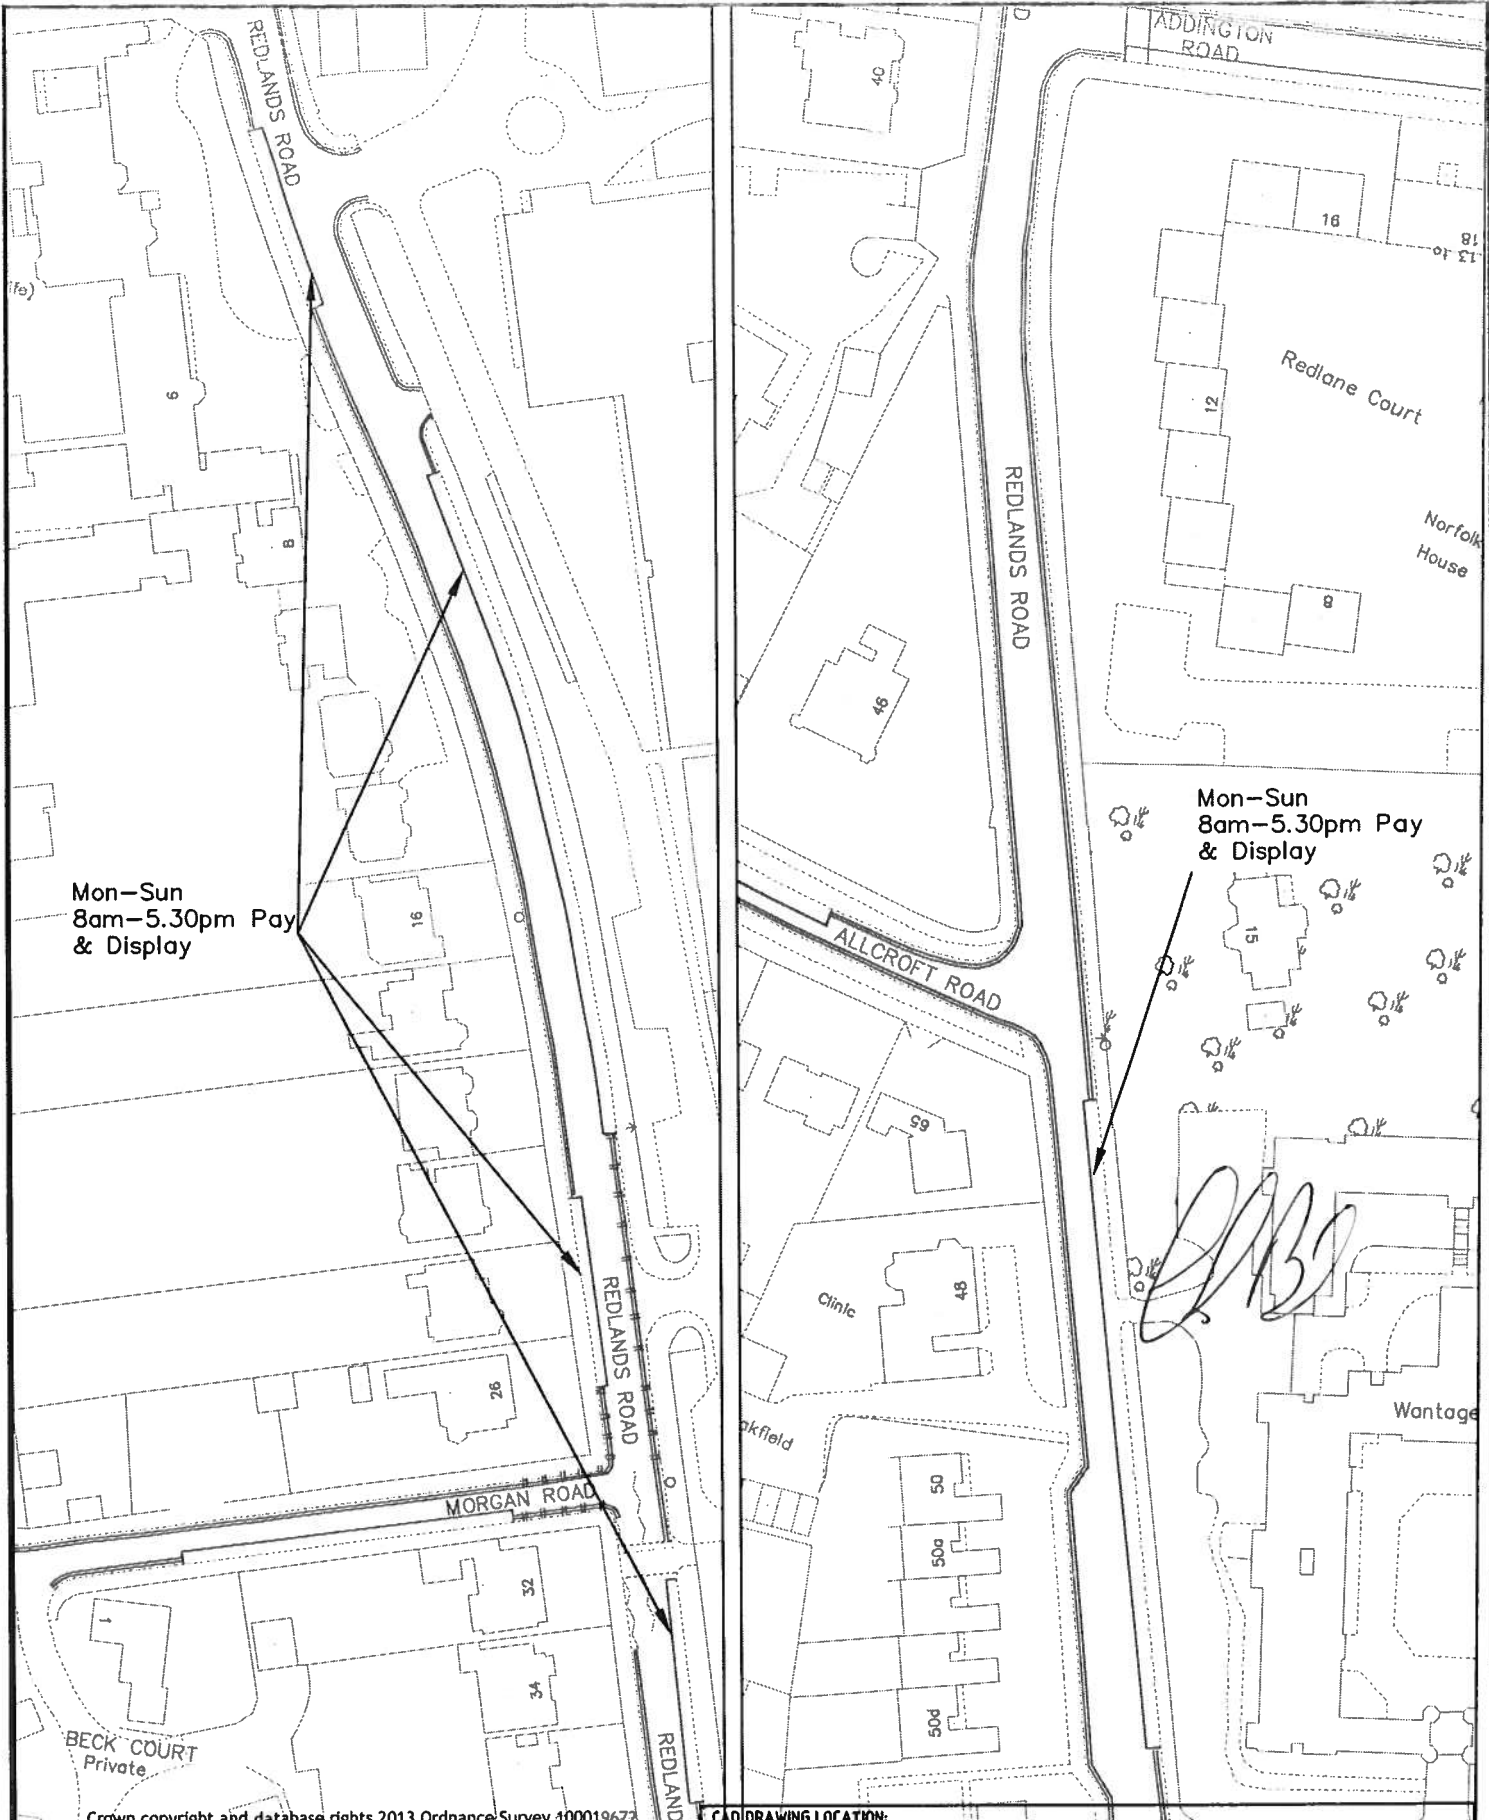 REDLANDS ROAD
6
8
Mon-Sun
8am-5.30pm Pay
& Display
16
REDLANDS ROAD
26
MORGAN ROAD
32
34
1
BECK COURT
Private
REDLAND
Crown copyright and database rights 2013 Ordnance Survey 100019672
ADDINGTON
ROAD
40
16
13 to
18
12
Redlane Court
REDLANDS ROAD
Norfolk
House
8
46
Mon-Sun
8am-5.30pm Pay
& Display
15
ALLCROFT ROAD
65
48
Clinic
akfield
50
50a
50d
Wantage
CAD DRAWING LOCATION: